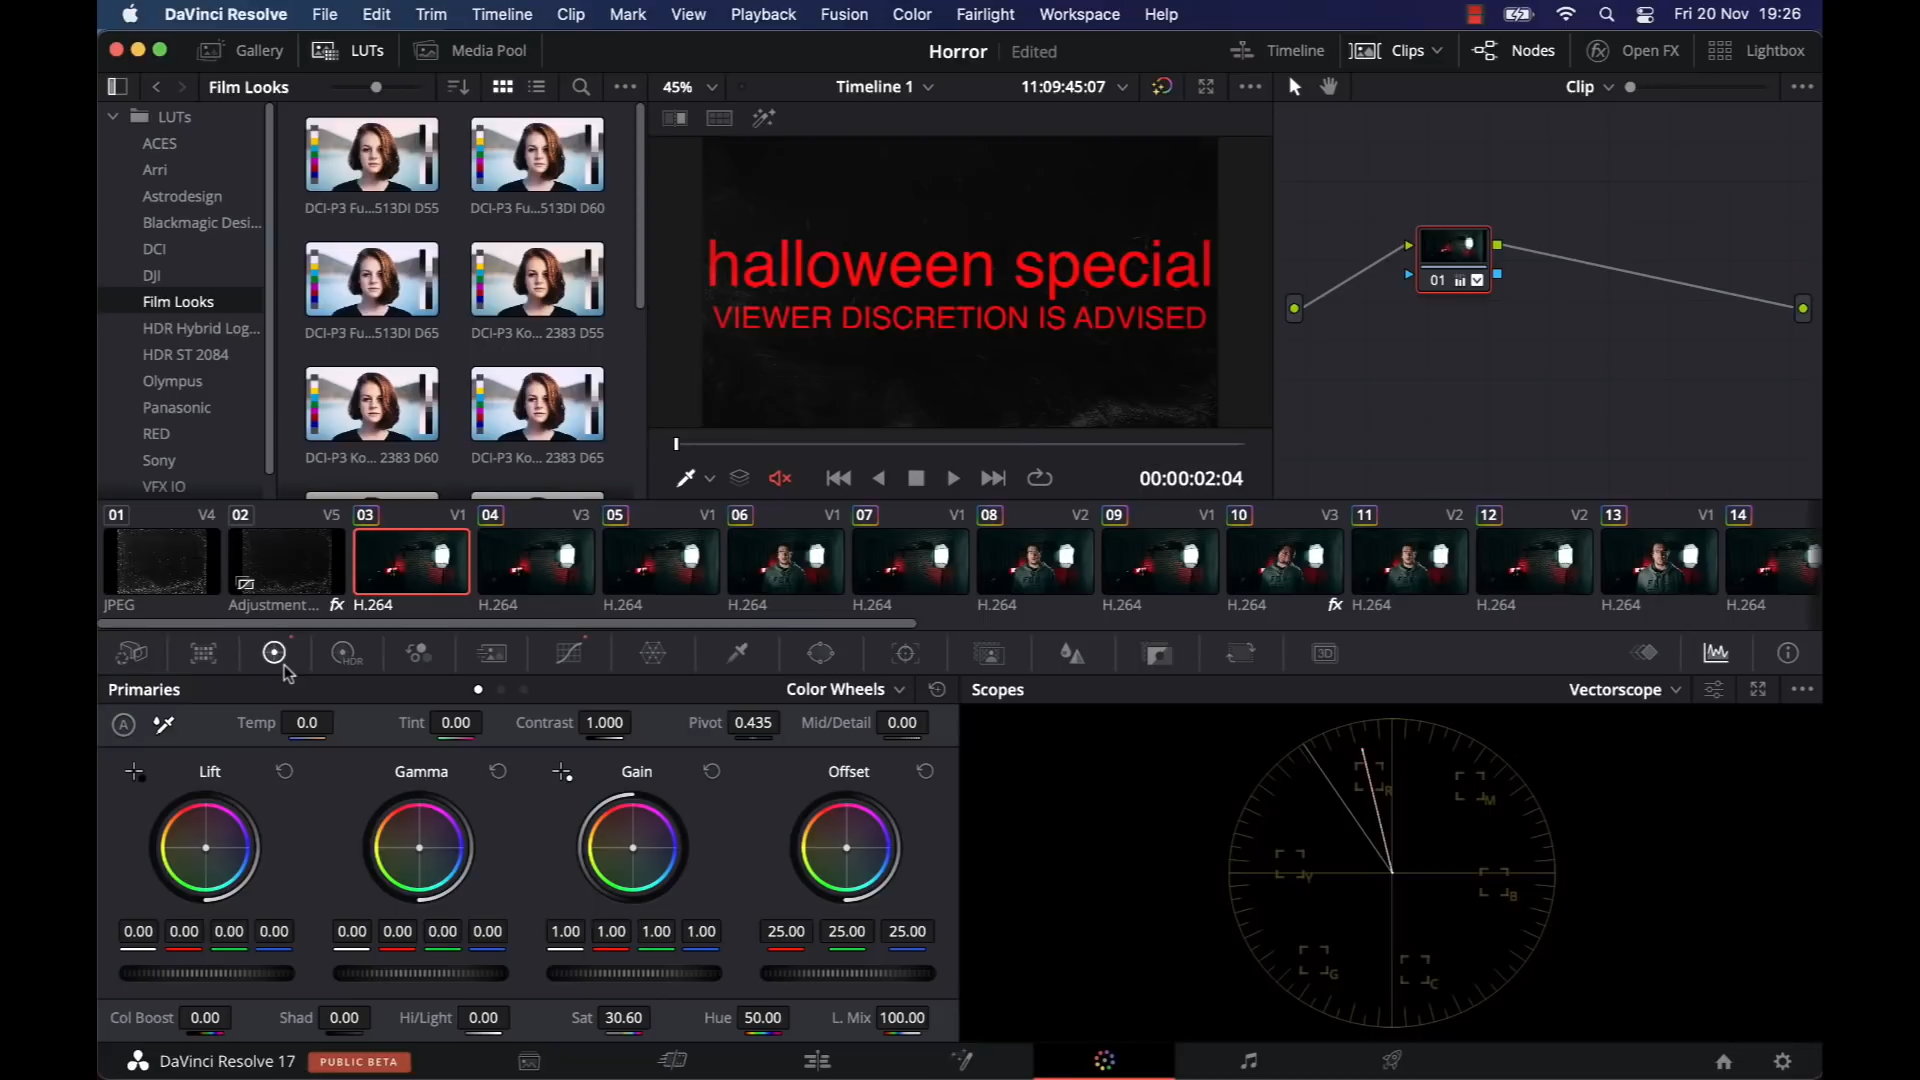 DaVinci Resolve File Edit Trim Timeline Clip Mark View Playback Fusion Color Fairlight Workspace Help Fri 20 Nov 19:26
Gallery LUTs Media Pool Horror Edited Timeline Clips Nodes Open FX Lightbox
Film Looks 45% Timeline 1 11:09:45:07 Clip
LUTs
ACES
Arri
Astrodesign
Blackmagic Desi...
DCI
DJI
Film Looks
HDR Hybrid Log...
HDR ST 2084
Olympus
Panasonic
RED
Sony
VFX IO
DCI-P3 Fu...513DI D55 DCI-P3 Fu...513DI D60
DCI-P3 Fu...513DI D65 DCI-P3 Ko... 2383 D55
DCI-P3 Ko... 2383 D60 DCI-P3 Ko... 2383 D65
halloween special
VIEWER DISCRETION IS ADVISED
01
00:00:02:04
01 V4 02 V5 03 V1 04 V3 05 V1 06 V1 07 V1 08 V2 09 V1 10 V3 11 V2 12 V2 13 V1 14
JPEG Adjustment... fx H.264 H.264 H.264 H.264 H.264 H.264 H.264 H.264 fx H.264 H.264 H.264 H.264
HDR 3D
Primaries Color Wheels Scopes Vectorscope
A Temp 0.0 Tint 0.00 Contrast 1.000 Pivot 0.435 Mid/Detail 0.00
Lift Gamma Gain Offset
0.00 0.00 0.00 0.00 0.00 0.00 0.00 0.00 1.00 1.00 1.00 1.00 25.00 25.00 25.00
Col Boost 0.00 Shad 0.00 Hi/Light 0.00 Sat 30.60 Hue 50.00 L. Mix 100.00
R M
Y B
G C
DaVinci Resolve 17 PUBLIC BETA